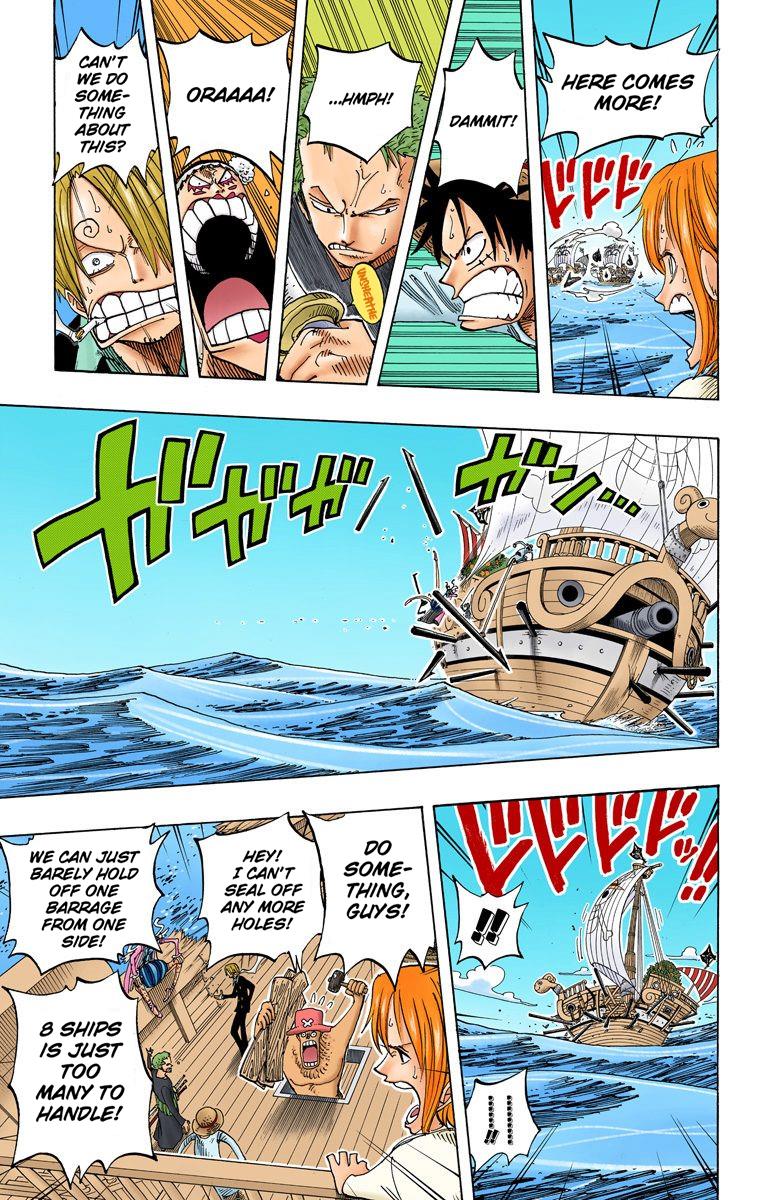 HERE COMES
MORE!
ドドド
DAMMIT!
...HMPH!
UNSHEATHE
ORAAAA!
CAN'T
WE DO
SOME-
THING
ABOUT
THIS?
ガガガガ
ガン...
ドドドドッ!!
!!
!!
DO
SOME-
THING,
GUYS!
HEY!
I CAN'T
SEAL OFF
ANY MORE
HOLES!
WE CAN JUST
BARELY HOLD
OFF ONE
BARRAGE
FROM ONE
SIDE!
8 SHIPS
IS JUST
TOO
MANY TO
HANDLE!